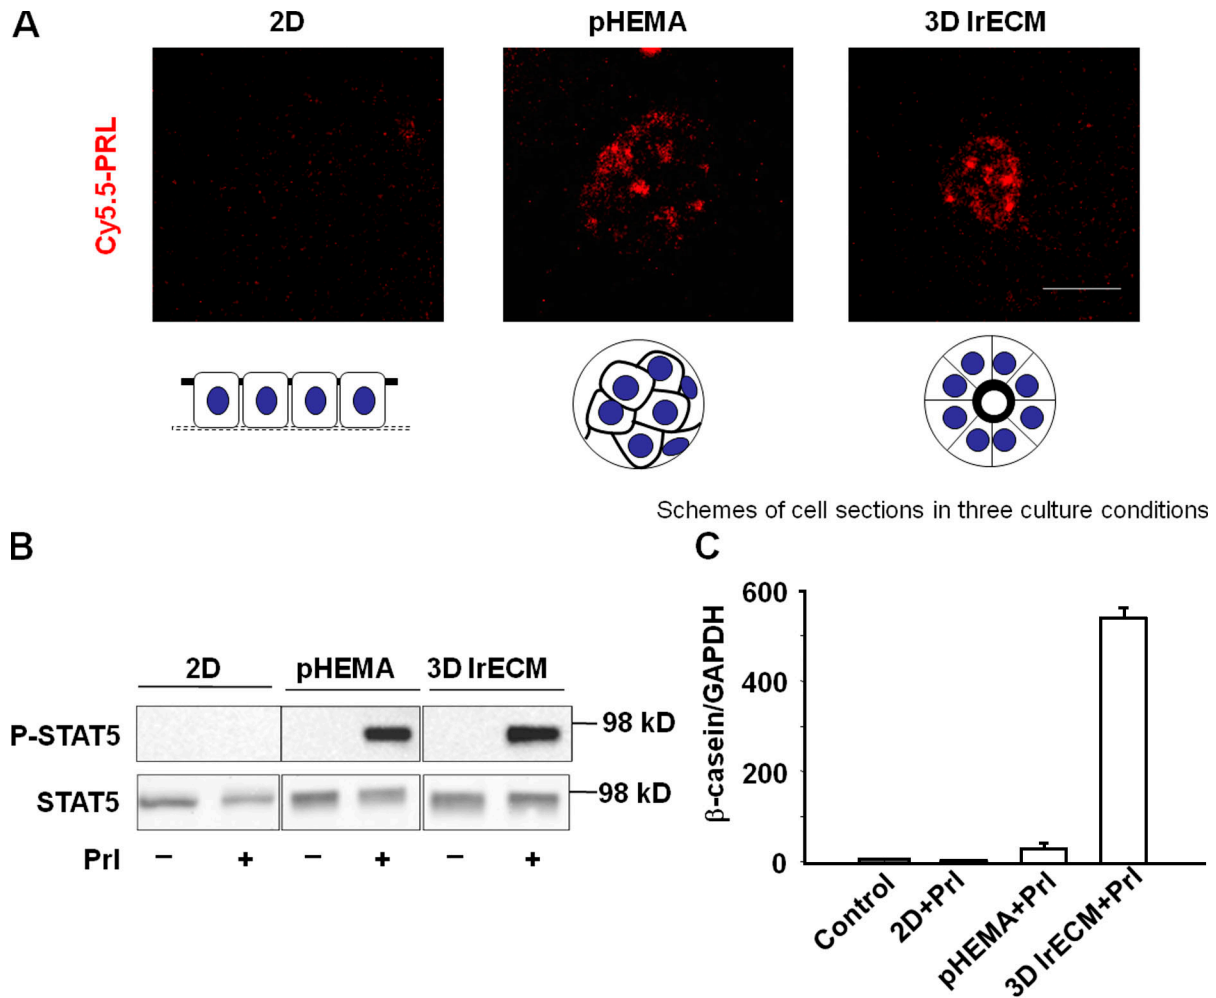 A
2D
pHEMA
3D lrECM
Cy5.5-PRL
Schemes of cell sections in three culture conditions
B
2D
pHEMA
3D lrECM
P-STAT5
98 kD
STAT5
98 kD
Prl
− + − + − +
C
β-casein/GAPDH
600
400
200
0
Control
2D+Prl
pHEMA+Prl
3D lrECM+Prl